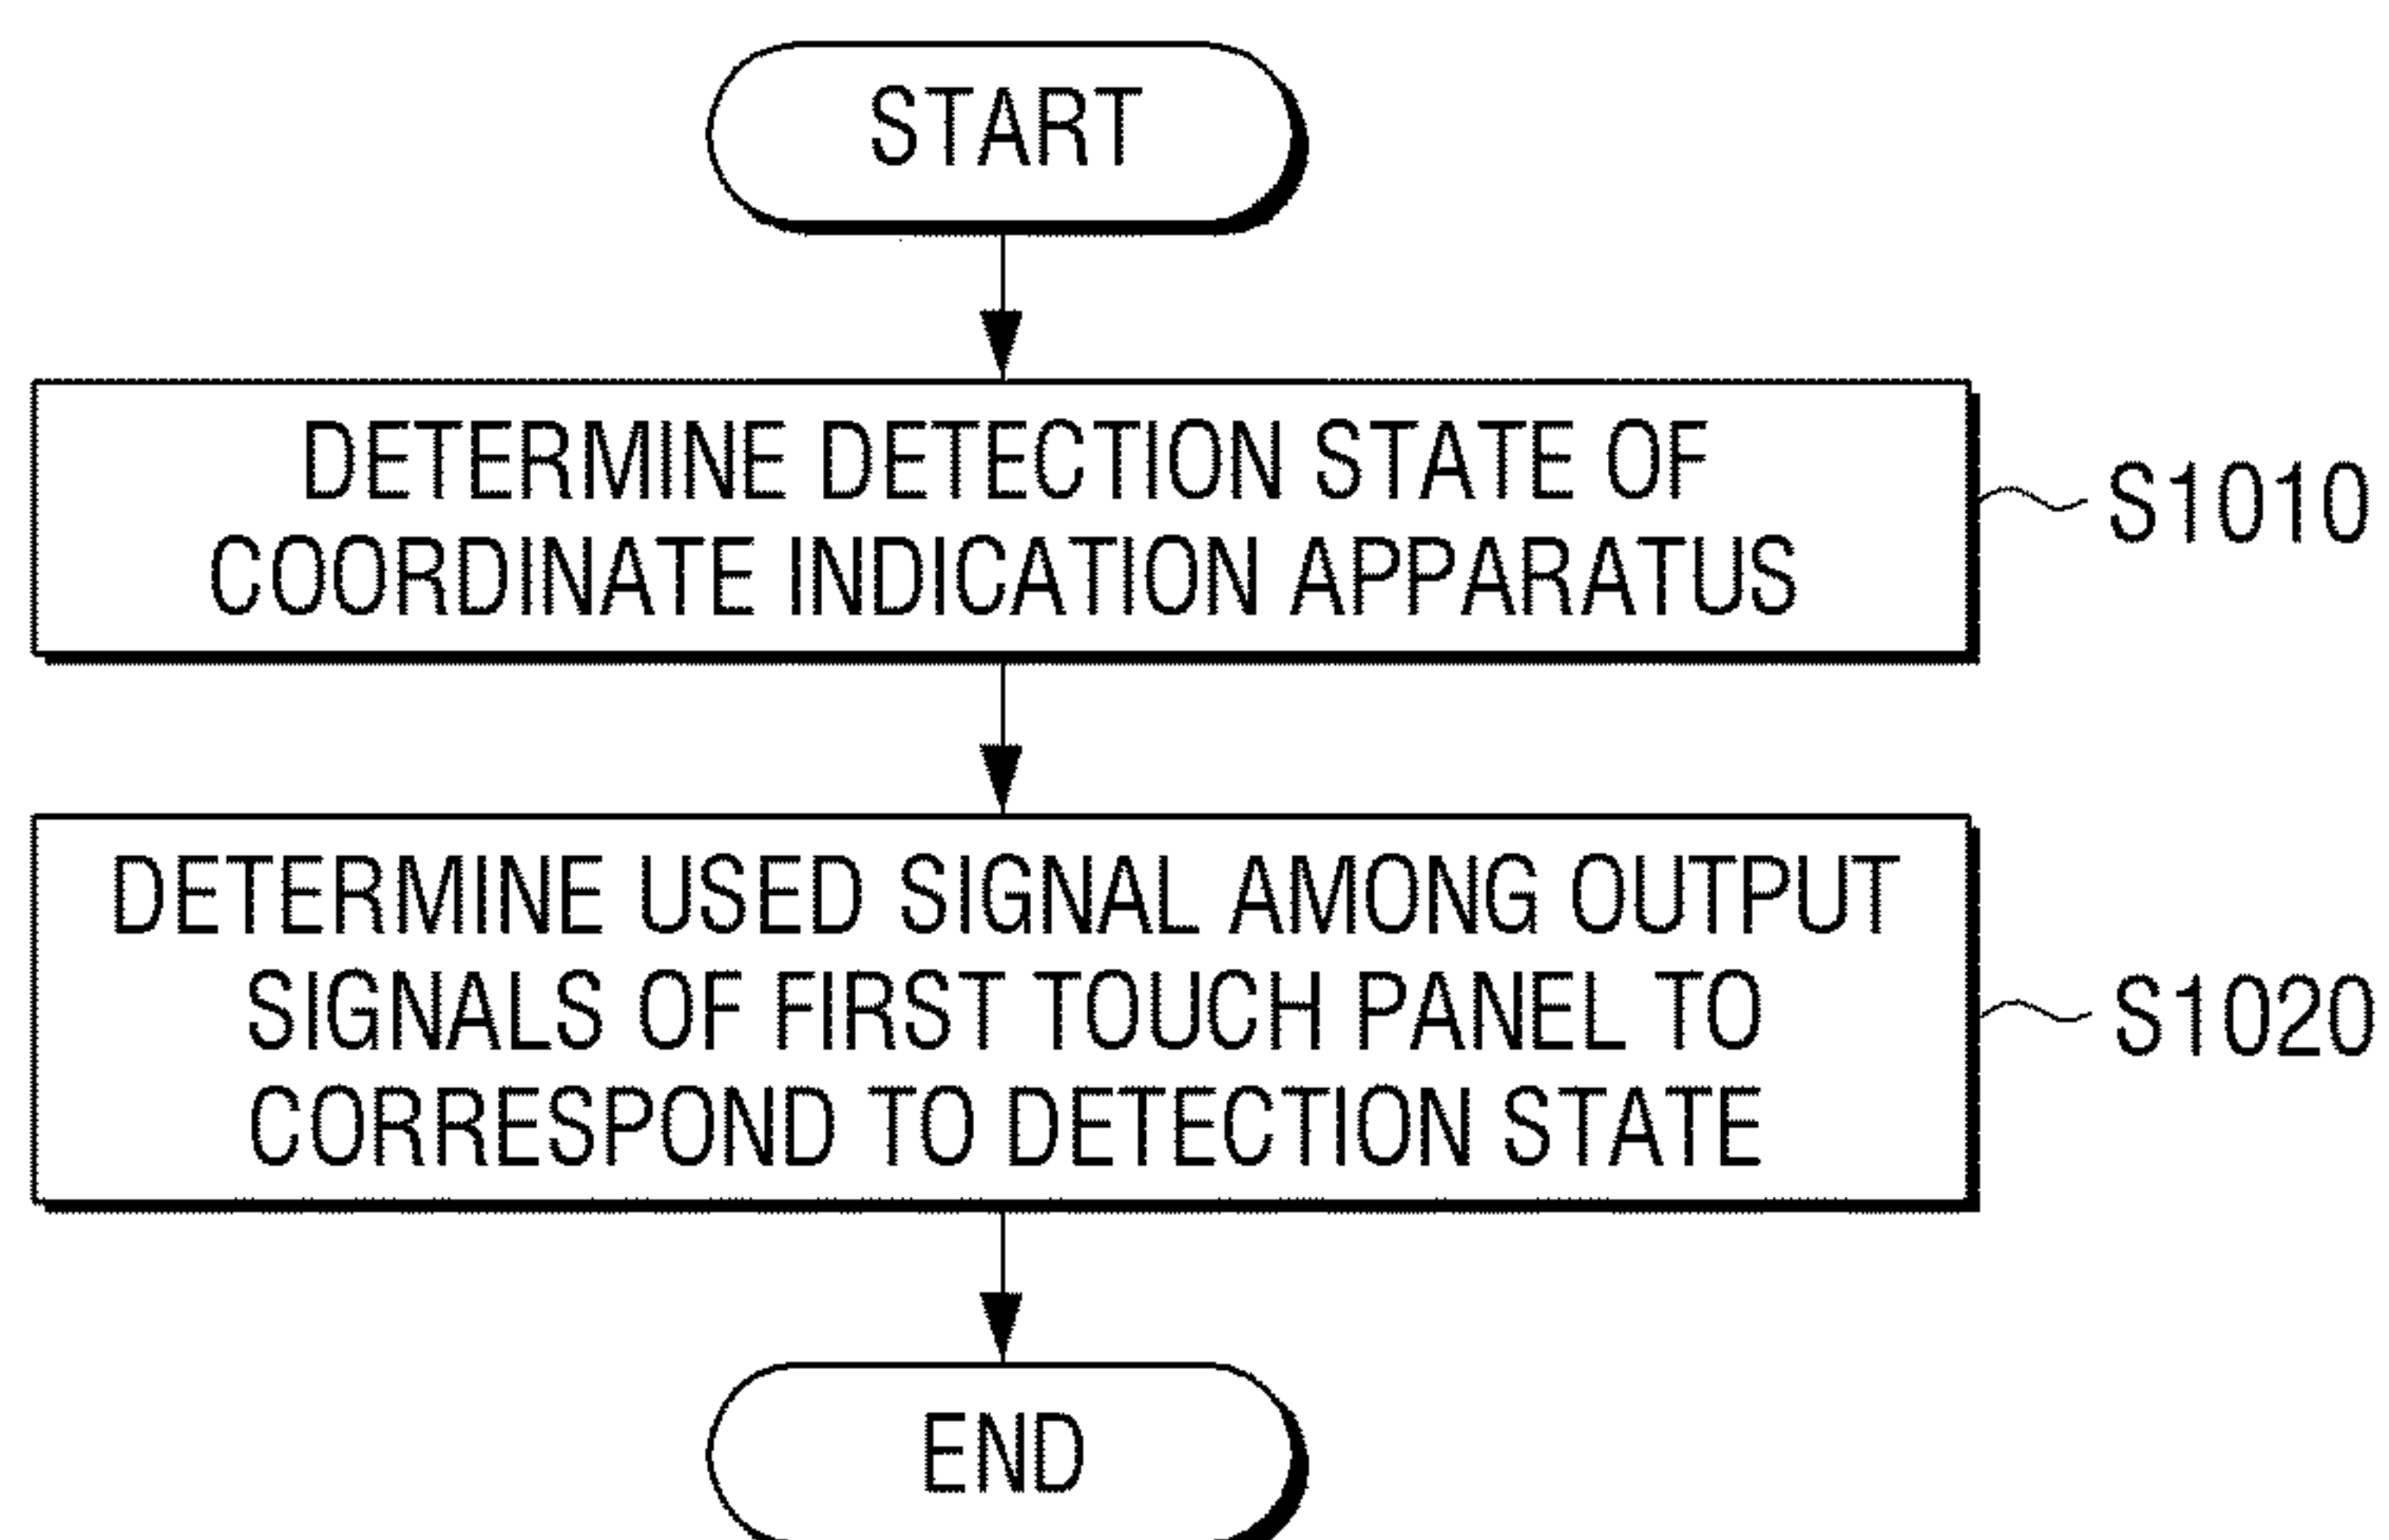 START
DETERMINE DETECTION STATE OF
COORDINATE INDICATION APPARATUS
S1010
DETERMINE USED SIGNAL AMONG OUTPUT
SIGNALS OF FIRST TOUCH PANEL TO
CORRESPOND TO DETECTION STATE
S1020
END